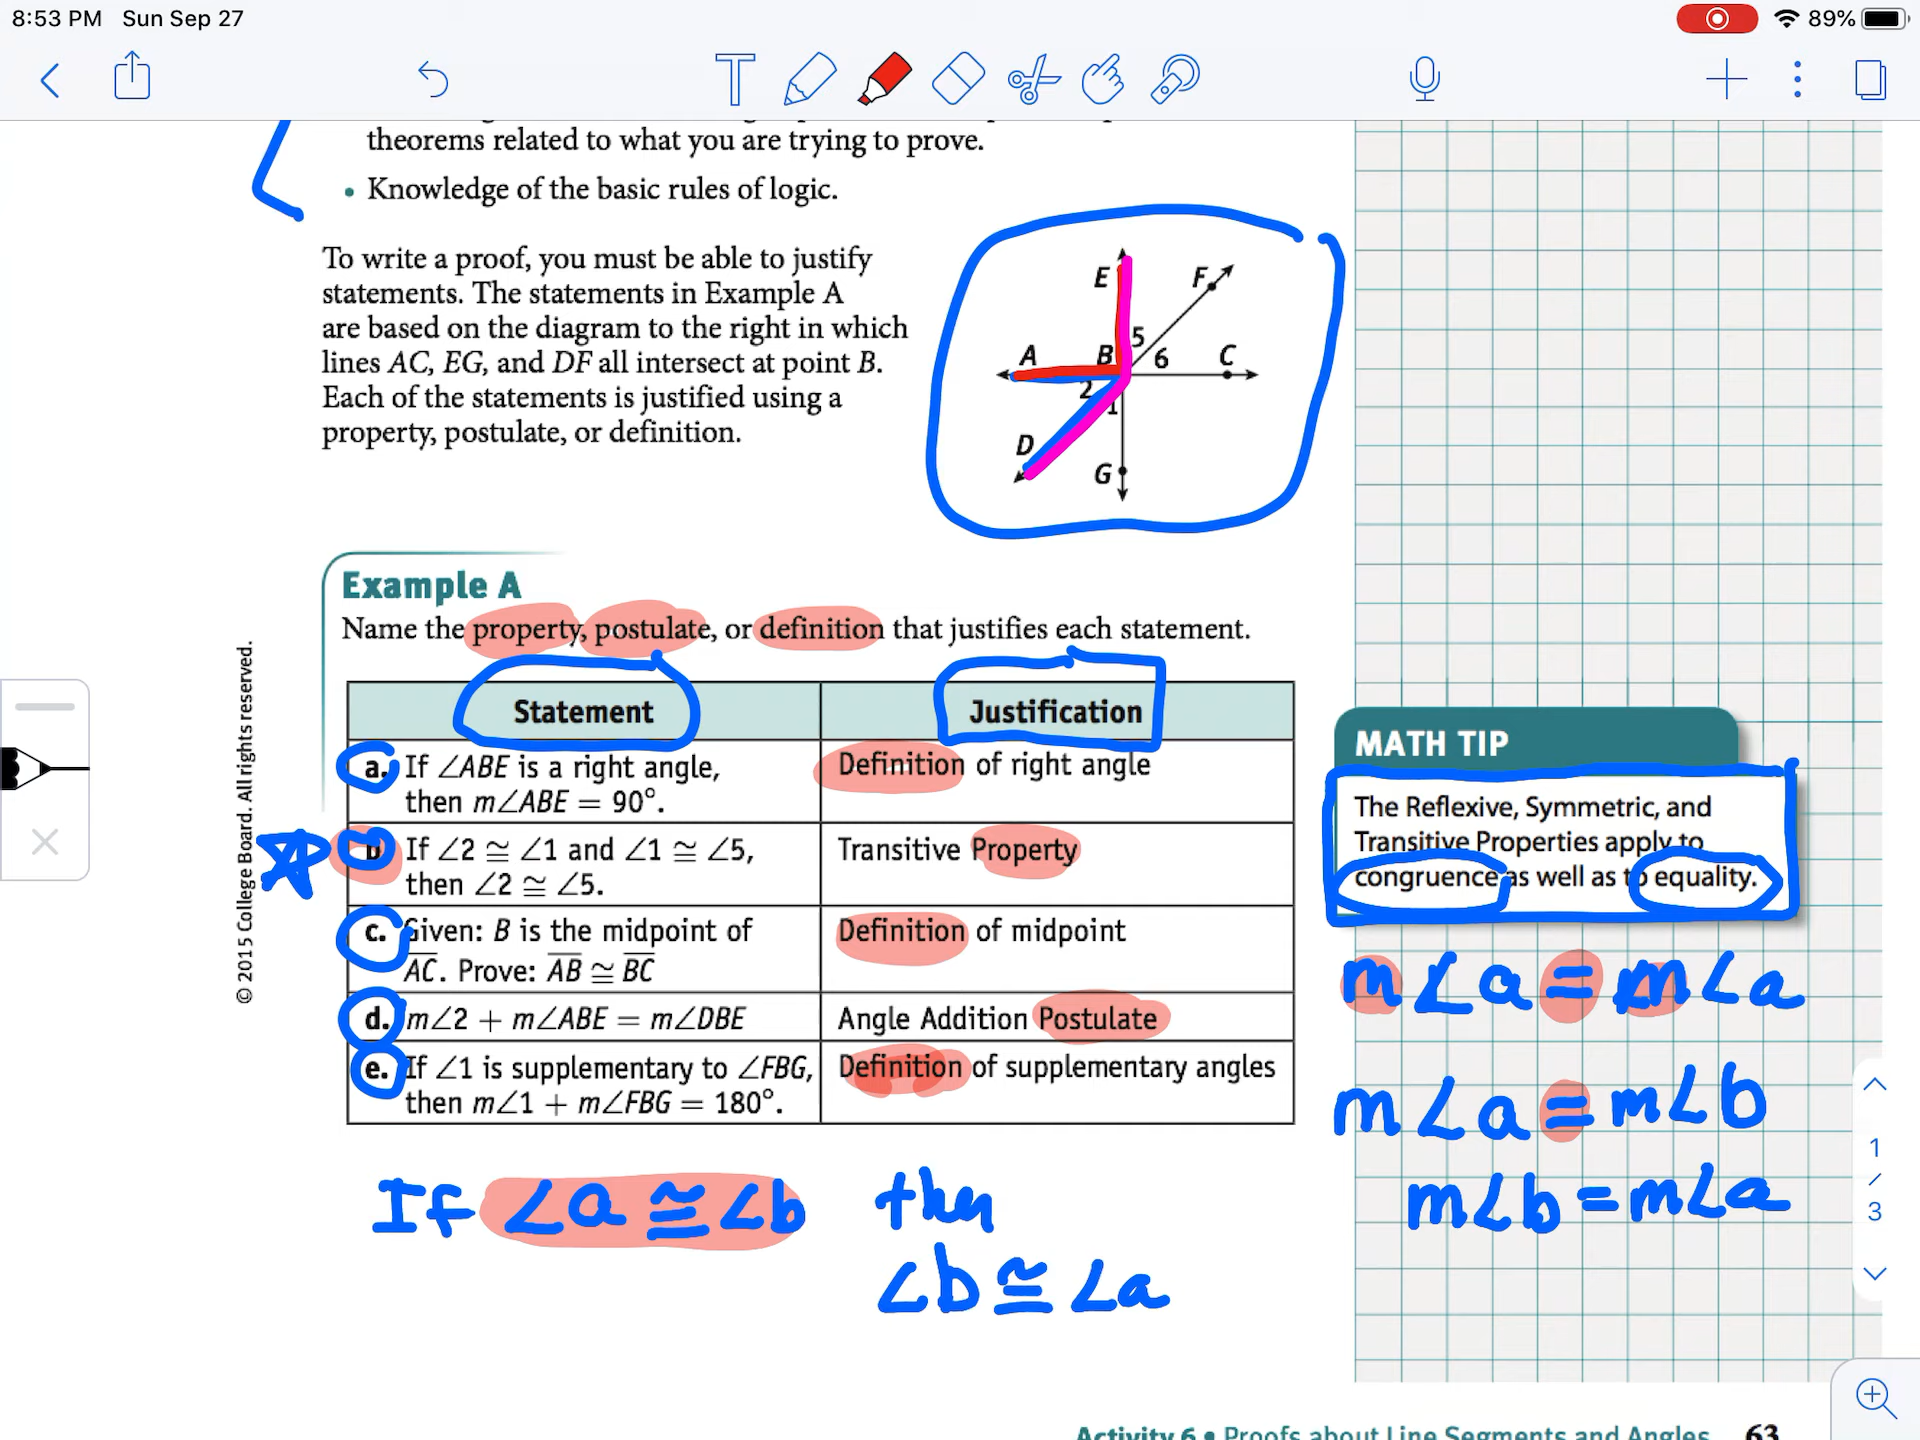 8:53 PM Sun Sep 27
89%
theorems related to what you are trying to prove.
• Knowledge of the basic rules of logic.
To write a proof, you must be able to justify
statements. The statements in Example A
are based on the diagram to the right in which
lines AC, EG, and DF all intersect at point B.
Each of the statements is justified using a
property, postulate, or definition.
E F
5
A B 6 C
2
1
D
G
Example A
Name the property, postulate, or definition that justifies each statement.
Statement Justification
a. If ∠ABE is a right angle, Definition of right angle
then m∠ABE = 90°.
b. If ∠2 ≅ ∠1 and ∠1 ≅ ∠5, Transitive Property
then ∠2 ≅ ∠5.
c. Given: B is the midpoint of Definition of midpoint
A̅C̅. Prove: A̅B̅ ≅ B̅C̅
d. m∠2 + m∠ABE = m∠DBE Angle Addition Postulate
e. If ∠1 is supplementary to ∠FBG, Definition of supplementary angles
then m∠1 + m∠FBG = 180°.
If ∠a ≅ ∠b then
∠b ≅ ∠a
© 2015 College Board. All rights reserved.
MATH TIP
The Reflexive, Symmetric, and
Transitive Properties apply to
congruence as well as to equality.
m∠a = m∠a
m∠a = m∠b
m∠b = m∠a
1
/
3
Activity 6 • Proofs about Line Segments and Angles 63